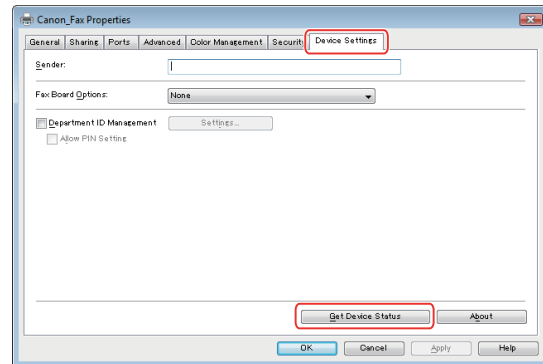 Canon_Fax Properties
General Sharing Ports Advanced Color Management Security Device Settings
Sender:
Fax Board Options: None
Department ID Management Settings...
Allow PIN Setting
Get Device Status About
OK Cancel Apply Help